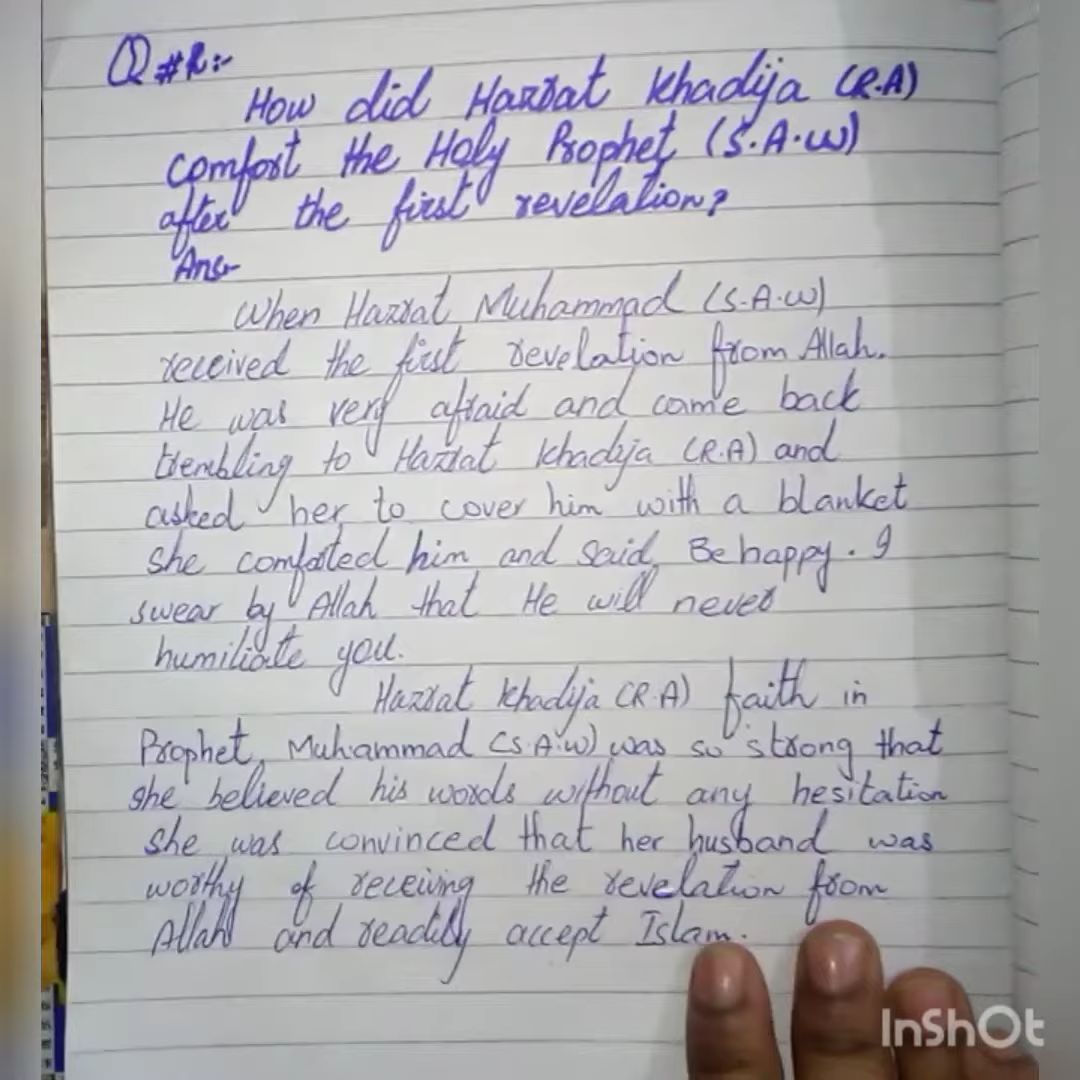 Q #2:-
How did Hazrat Khadija (R.A)
comfort the Holy Prophet (S.A.W)
after the first revelation?
Ans:-
When Hazrat Muhammad (S.A.W)
received the first revelation from Allah.
He was very afraid and came back
trembling to Hazrat Khadija (R.A) and
asked her to cover him with a blanket
she comforted him and said, Be happy. I
swear by Allah that He will never
humiliate you.
Hazrat Khadija (R.A) faith in
Prophet, Muhammad (S.A.W) was so strong that
she believed his words without any hesitation
she was convinced that her husband was
worthy of receiving the revelation from
Allah and readily accept Islam.
InShOt